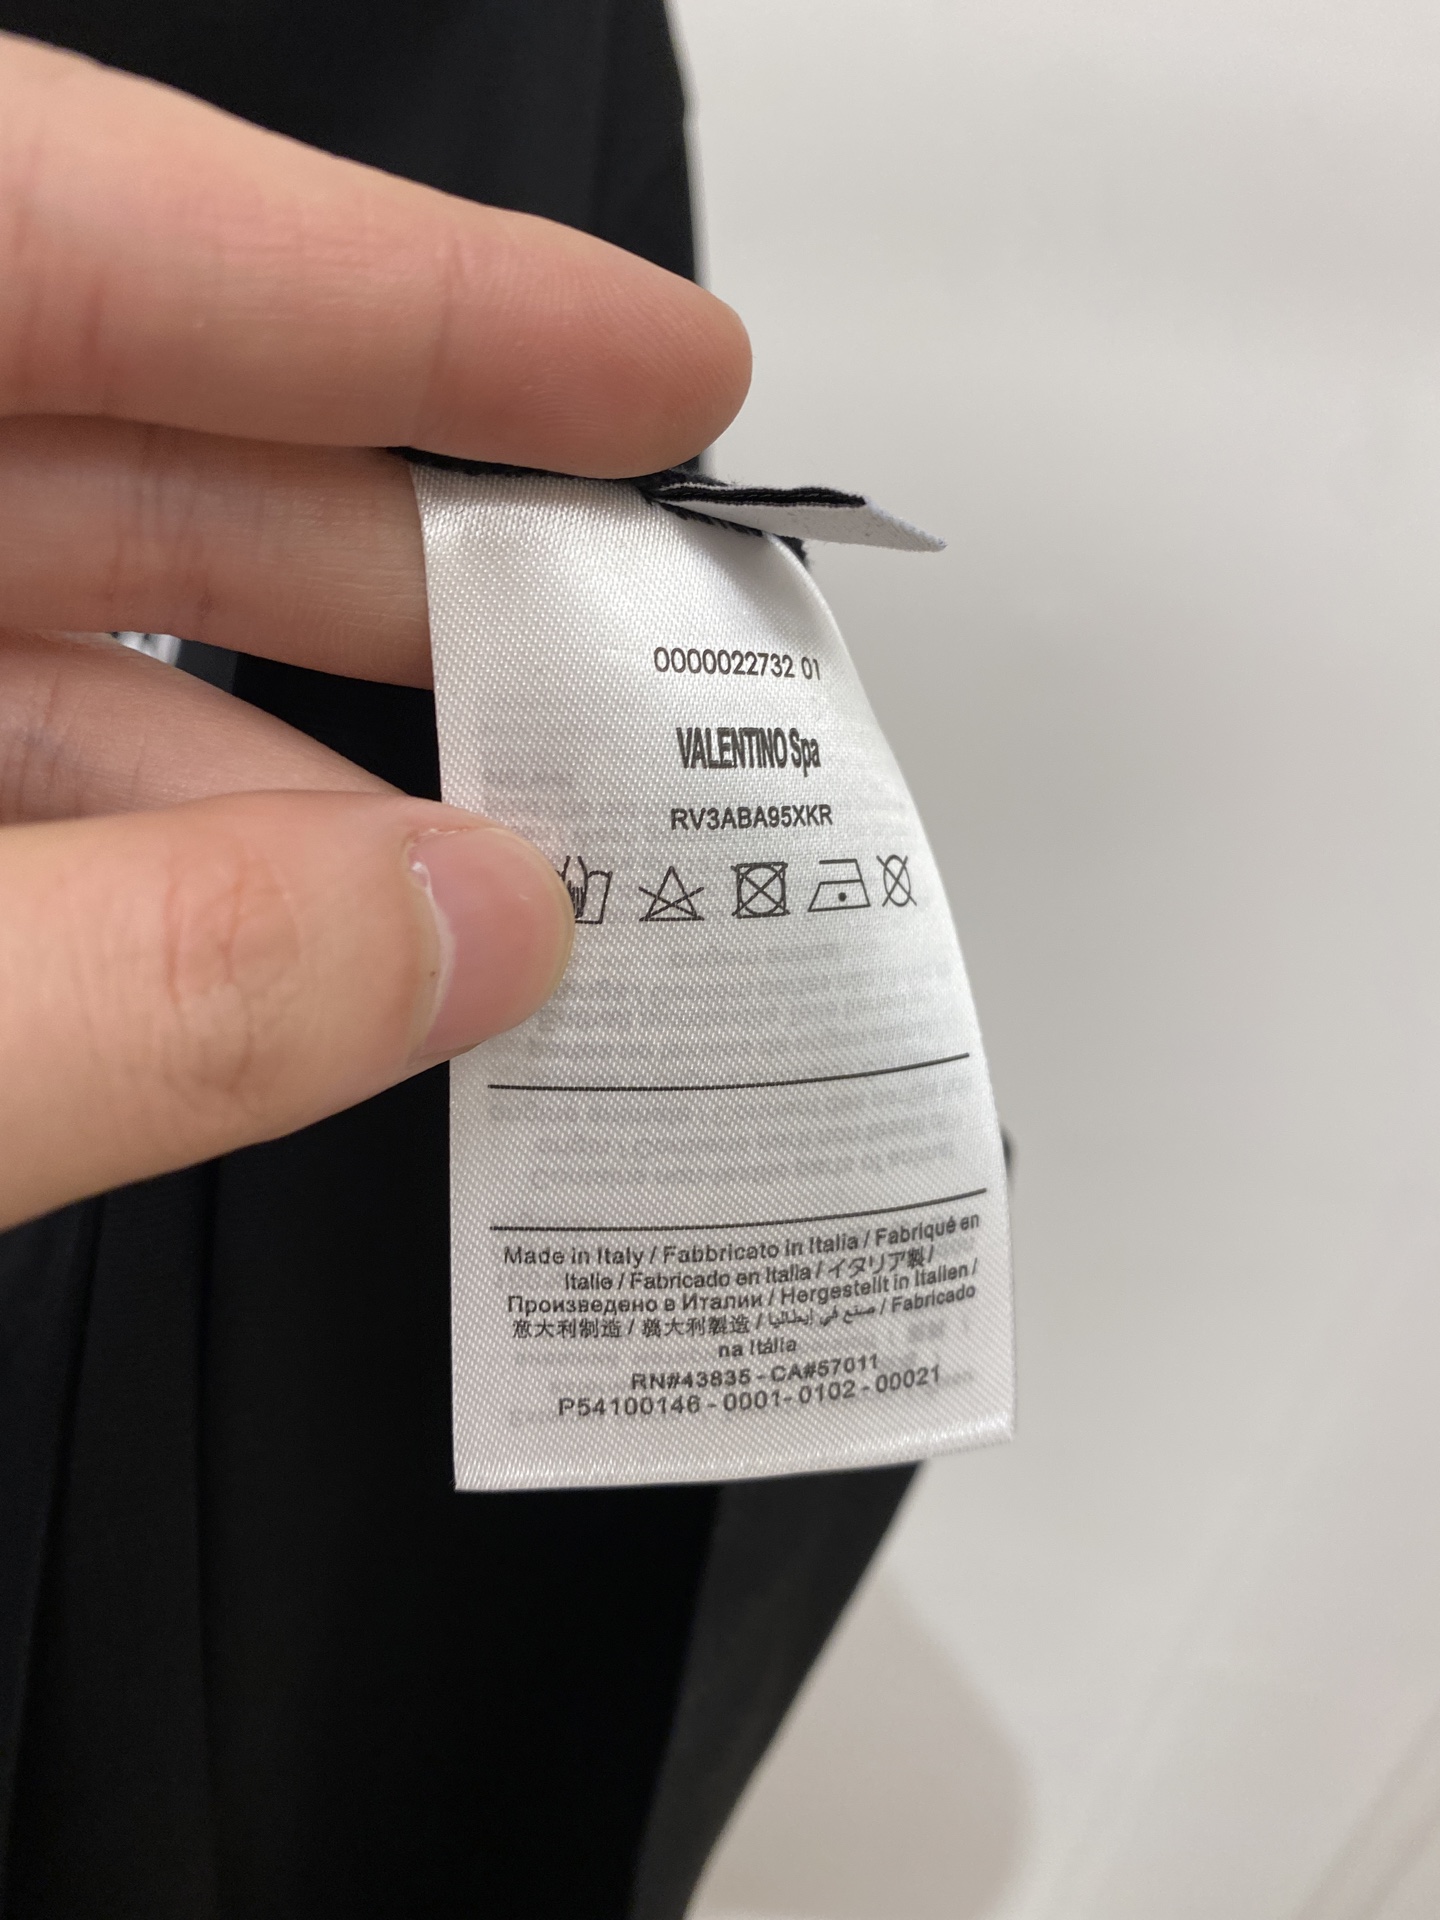 0000022732 01
VALENTINO Spa
RV3ABA95XKR
Made in Italy / Fabbricato in Italia / Fabriqué en
Italie / Fabricado en Italia / イタリア製 /
Произведено в Италии / Hergestellt in Italien /
意大利制造 / 義大利製造 / صنع في إيطاليا / Fabricado
na Itália
RN#43835 - CA#57011
P54100146 - 0001 - 0102 - 00021